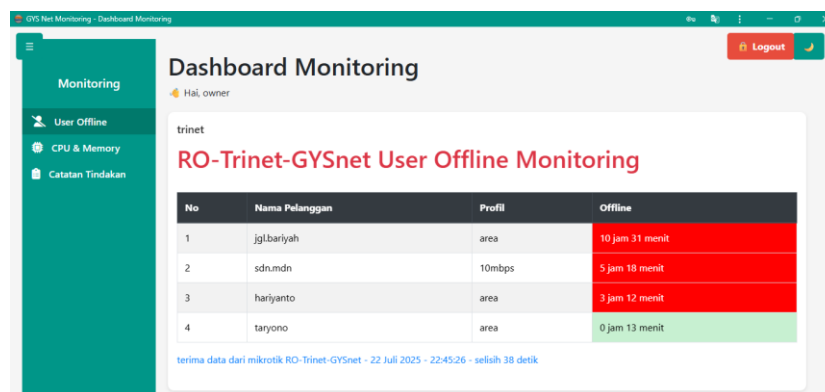 GYS Net Monitoring - Dashboard Monitoring
Logout
Monitoring
User Offline
CPU & Memory
Catatan Tindakan
Dashboard Monitoring
Hai, owner
trinet
RO-Trinet-GYSnet User Offline Monitoring
No Nama Pelanggan Profil Offline
1 jgl.bariyah area 10 jam 31 menit
2 sdn.mdn 10mbps 5 jam 18 menit
3 hariyanto area 3 jam 12 menit
4 taryono area 0 jam 13 menit
terima data dari mikrotik RO-Trinet-GYSnet - 22 Juli 2025 - 22:45:26 - selisih 38 detik